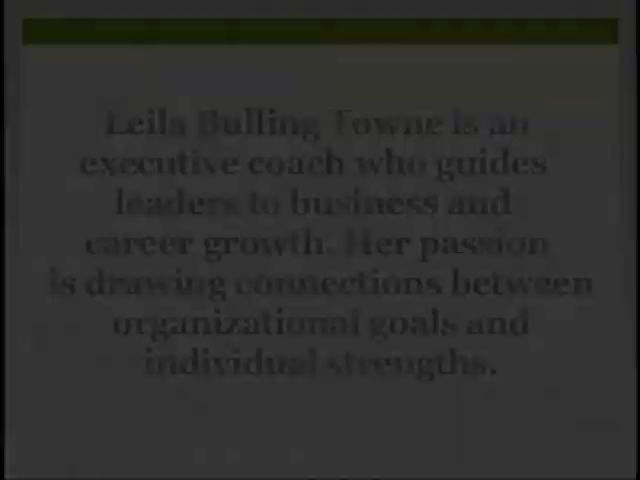 Leila Bulling Towne is an
executive coach who guides
leaders to business and
career growth. Her passion
is drawing connections between
organizational goals and
individual strengths.